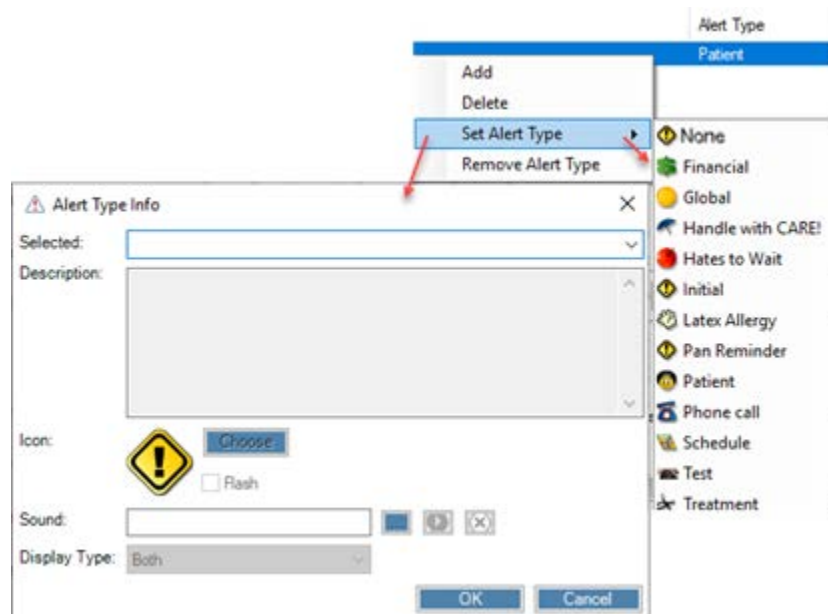 Alert Type
Patient
Add
Delete
Set Alert Type
Remove Alert Type
None
Financial
Global
Handle with CARE!
Hates to Wait
Initial
Latex Allergy
Pan Reminder
Patient
Phone call
Schedule
Test
Treatment
Alert Type Info
Selected:
Description:
Icon:
Choose
Flash
Sound:
Display Type:
Both
OK
Cancel